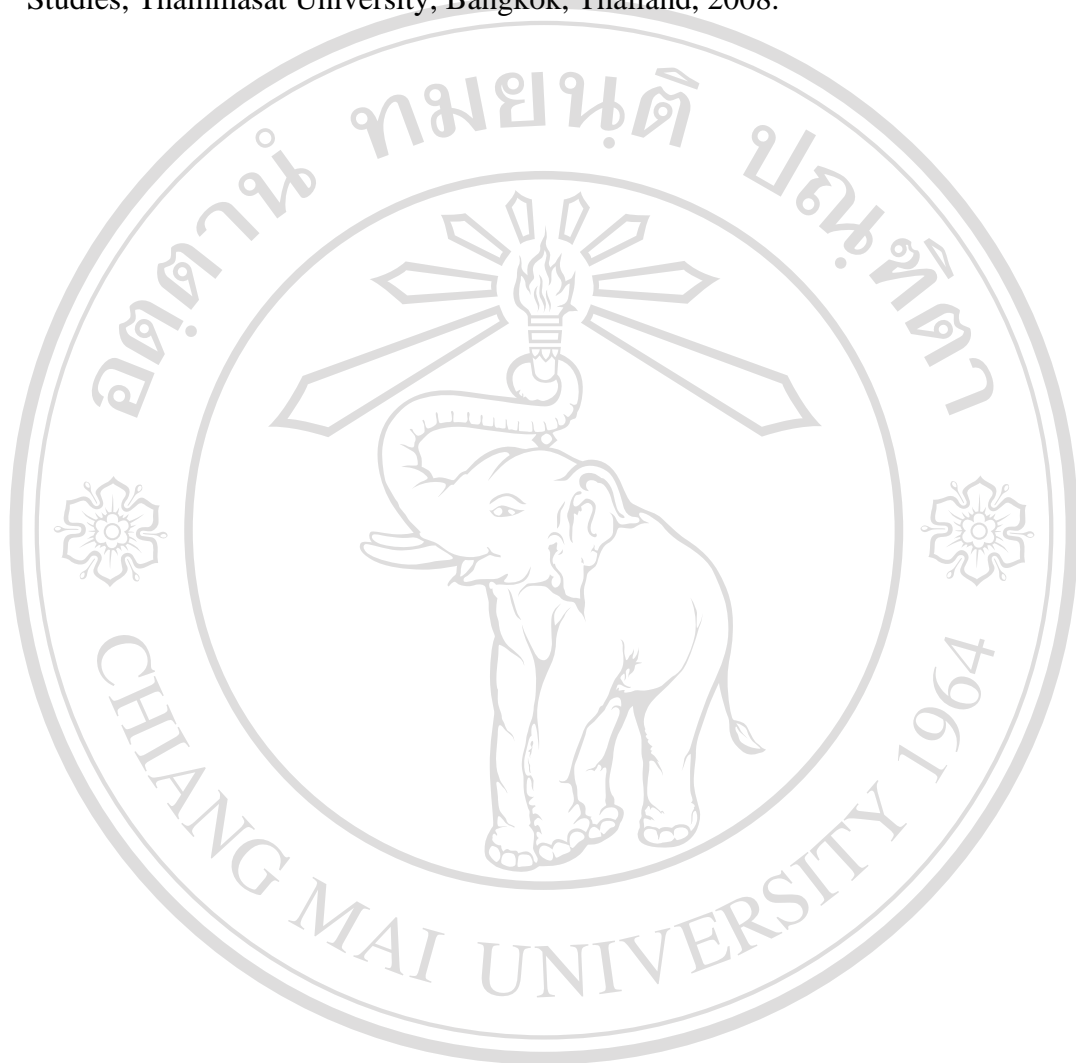 Studies, Thammasat University, Bangkok, Thailand, 2008.
อตฺตานํ ทมยนฺติ ปณฺฑิตา
CHIANG MAI UNIVERSITY 1964